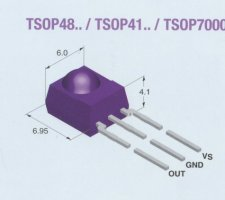 TSOP48.. / TSOP41.. / TSOP7000
6.0
4.1
6.95
VS
GND
OUT